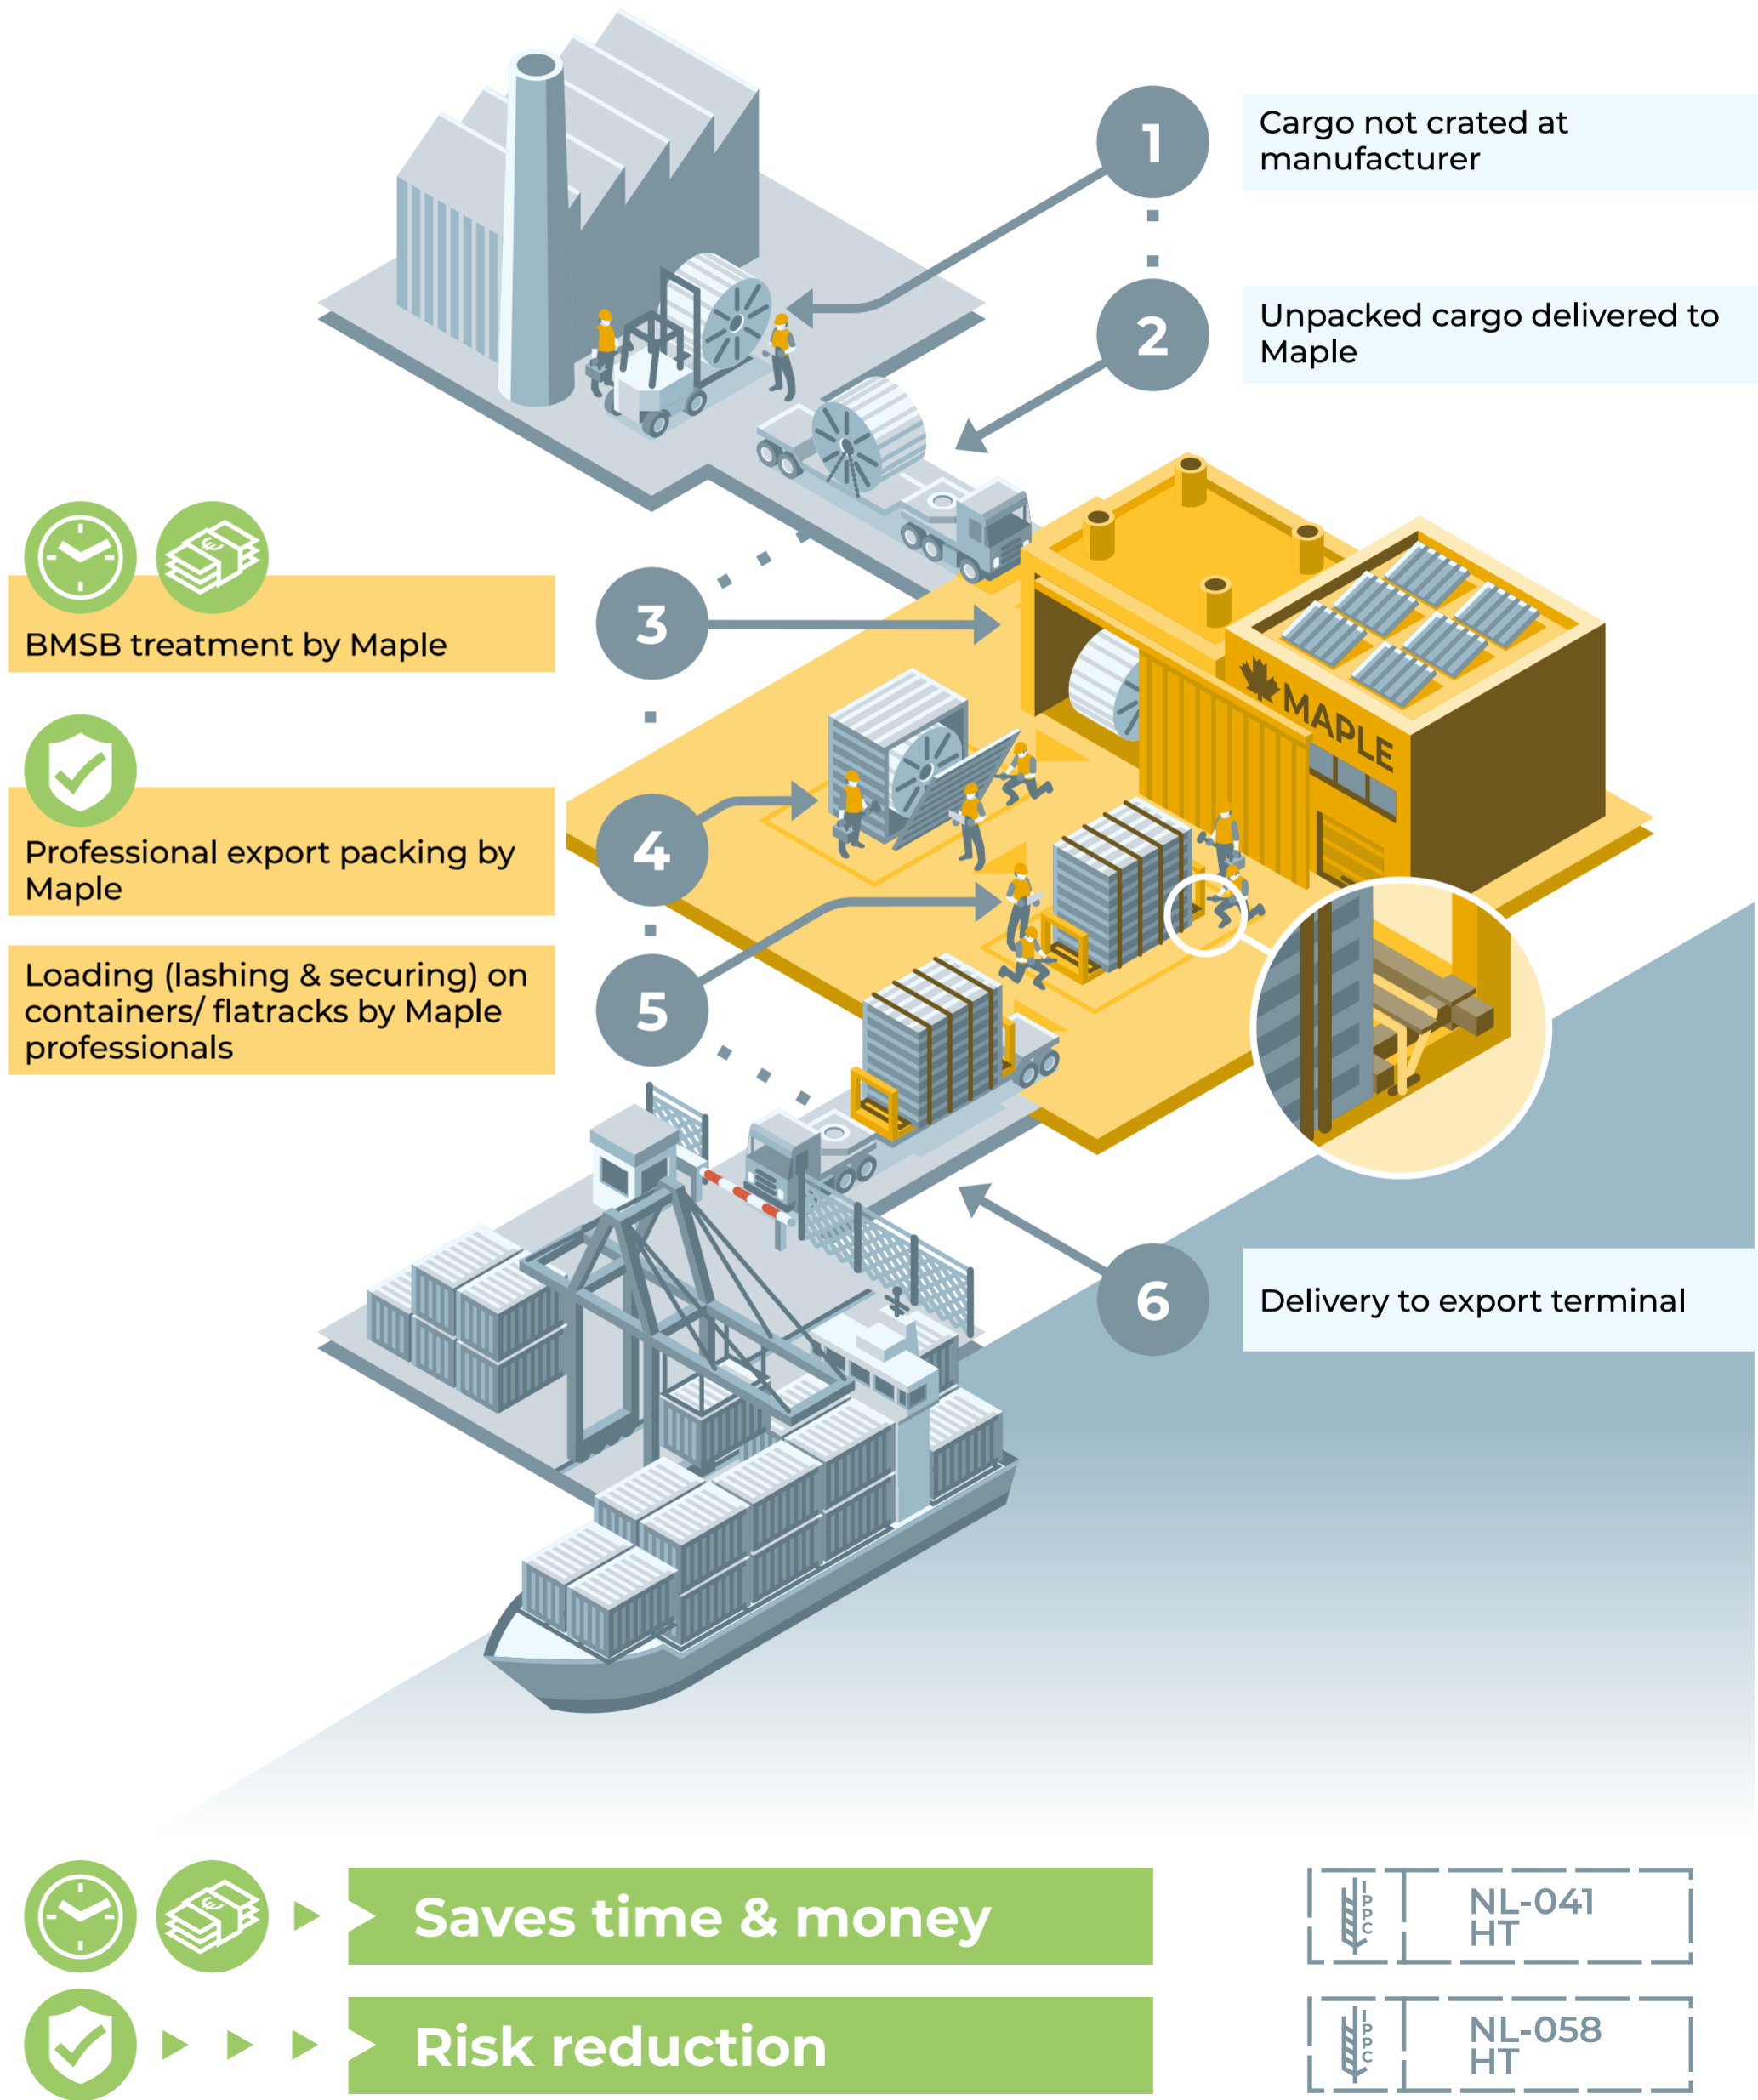 1
Cargo not crated at
manufacturer
2
Unpacked cargo delivered to
Maple
3
BMSB treatment by Maple
MAPLE
4
Professional export packing by
Maple
5
Loading (lashing & securing) on
containers/ flatracks by Maple
professionals
6
Delivery to export terminal
Saves time & money
IPPC
NL-041
HT
Risk reduction
IPPC
NL-058
HT